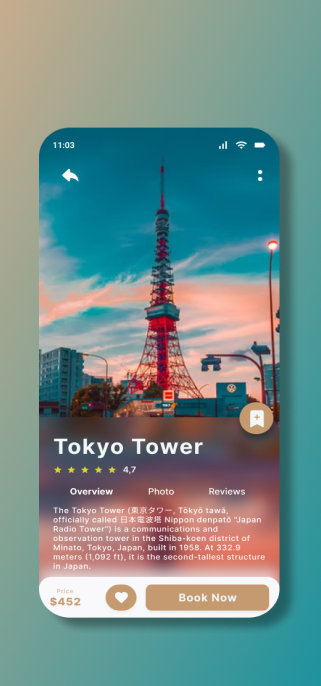 11:03
Tokyo Tower
4,7
Overview Photo Reviews
The Tokyo Tower (東京タワー, Tōkyō tawā,
officially called 日本電波塔 Nippon denpatō "Japan
Radio Tower") is a communications and
observation tower in the Shiba-koen district of
Minato, Tokyo, Japan, built in 1958. At 332.9
meters (1,092 ft), it is the second-tallest structure
in Japan.
Price
$452
Book Now